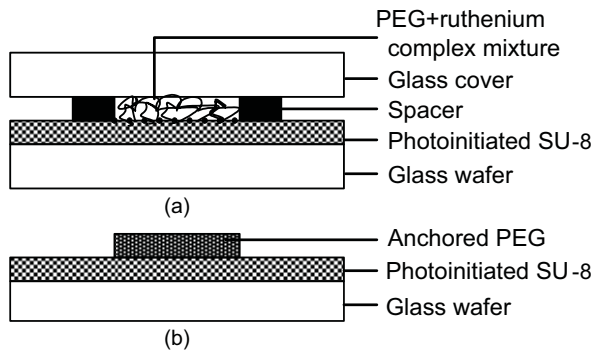 PEG+ruthenium
complex mixture
Glass cover
Spacer
Photoinitiated SU-8
Glass wafer
(a)
Anchored PEG
Photoinitiated SU-8
Glass wafer
(b)